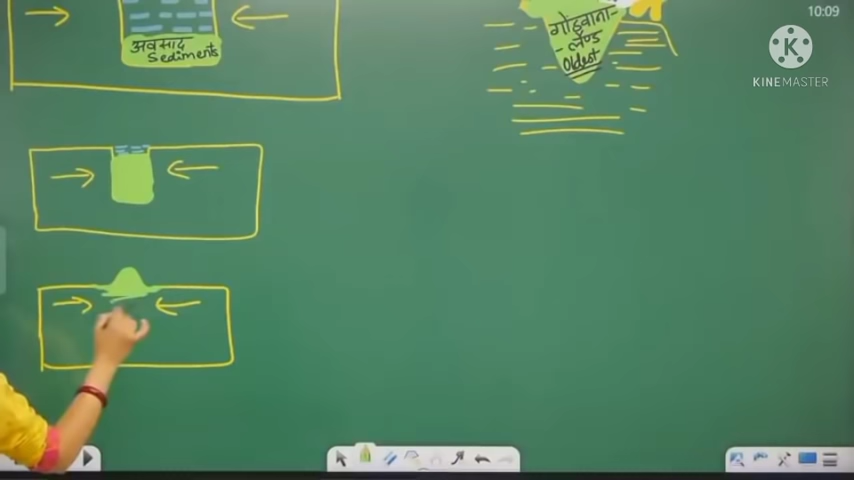 10:09
अवसाद
Sediments
गोंडवाना-
-लैण्ड
Oldest
K
KINEMASTER